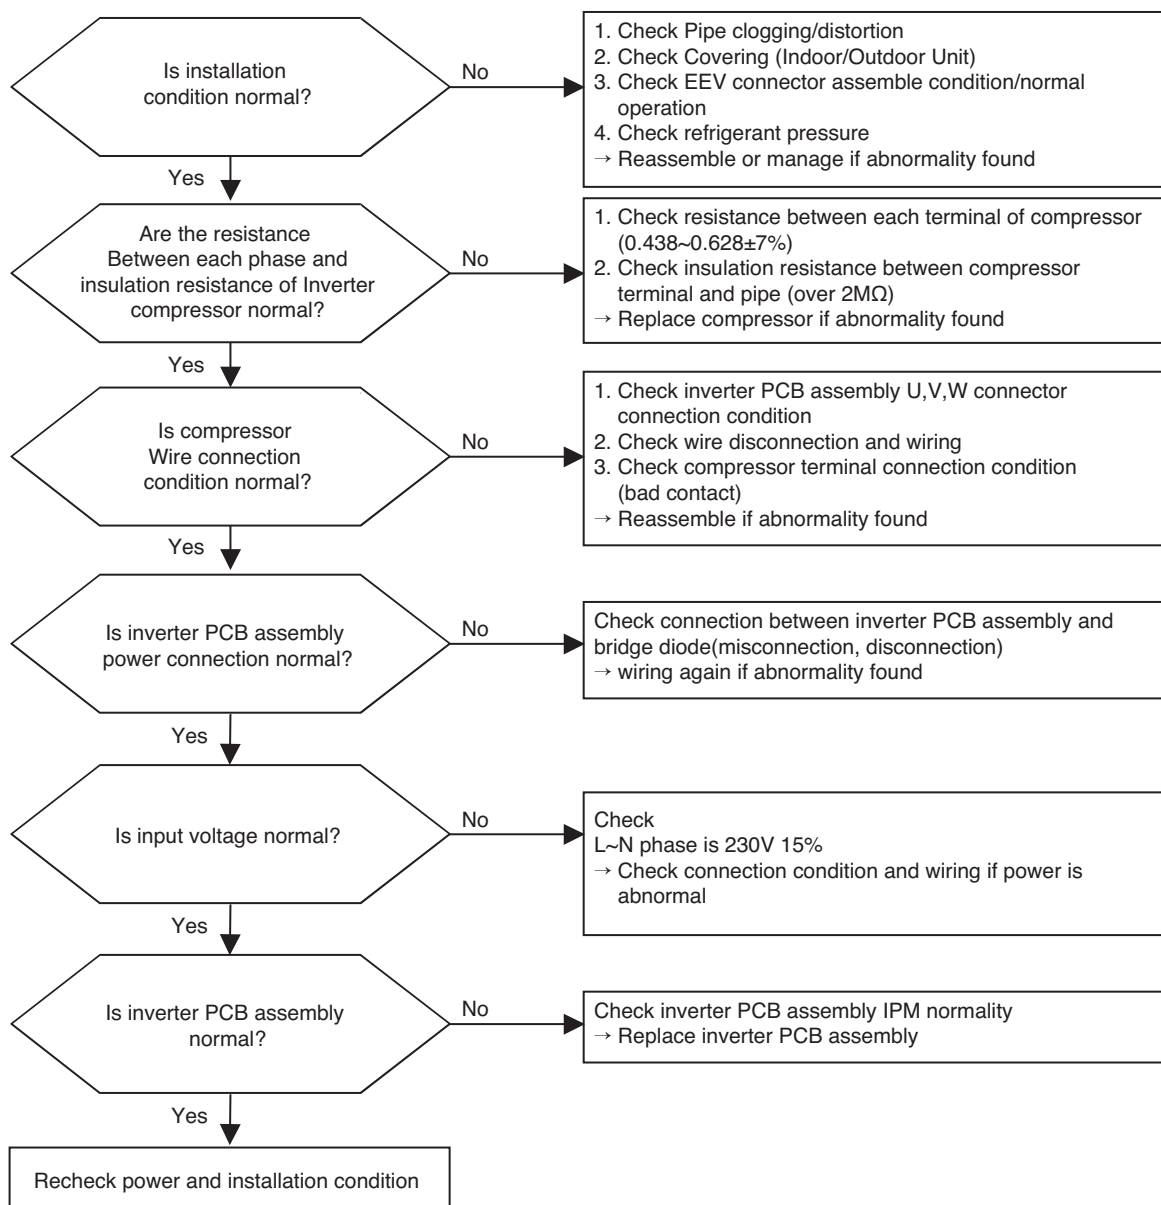 Is installation
condition normal?
No
1. Check Pipe clogging/distortion
2. Check Covering (Indoor/Outdoor Unit)
3. Check EEV connector assemble condition/normal
operation
4. Check refrigerant pressure
→ Reassemble or manage if abnormality found
Yes
Are the resistance
Between each phase and
insulation resistance of Inverter
compressor normal?
No
1. Check resistance between each terminal of compressor
(0.438~0.628±7%)
2. Check insulation resistance between compressor
terminal and pipe (over 2MΩ)
→ Replace compressor if abnormality found
Yes
Is compressor
Wire connection
condition normal?
No
1. Check inverter PCB assembly U,V,W connector
connection condition
2. Check wire disconnection and wiring
3. Check compressor terminal connection condition
(bad contact)
→ Reassemble if abnormality found
Yes
Is inverter PCB assembly
power connection normal?
No
Check connection between inverter PCB assembly and
bridge diode(misconnection, disconnection)
→ wiring again if abnormality found
Yes
Is input voltage normal?
No
Check
L~N phase is 230V 15%
→ Check connection condition and wiring if power is
abnormal
Yes
Is inverter PCB assembly
normal?
No
Check inverter PCB assembly IPM normality
→ Replace inverter PCB assembly
Yes
Recheck power and installation condition